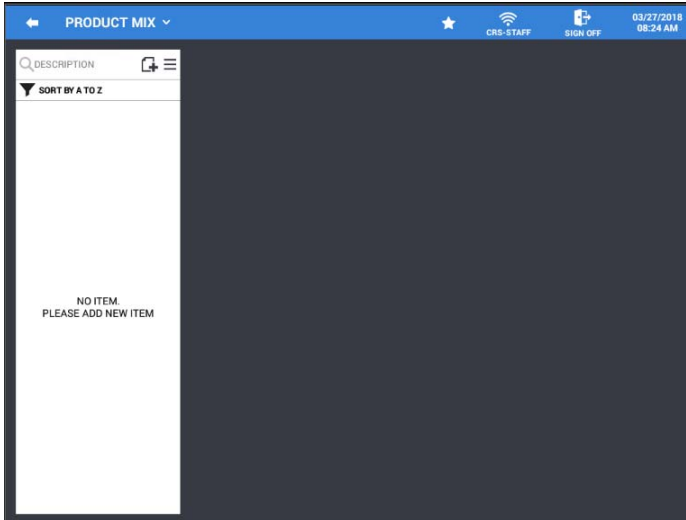 PRODUCT MIX
CRS-STAFF
SIGN OFF
03/27/2018
08:24 AM
DESCRIPTION
SORT BY A TO Z
NO ITEM.
PLEASE ADD NEW ITEM